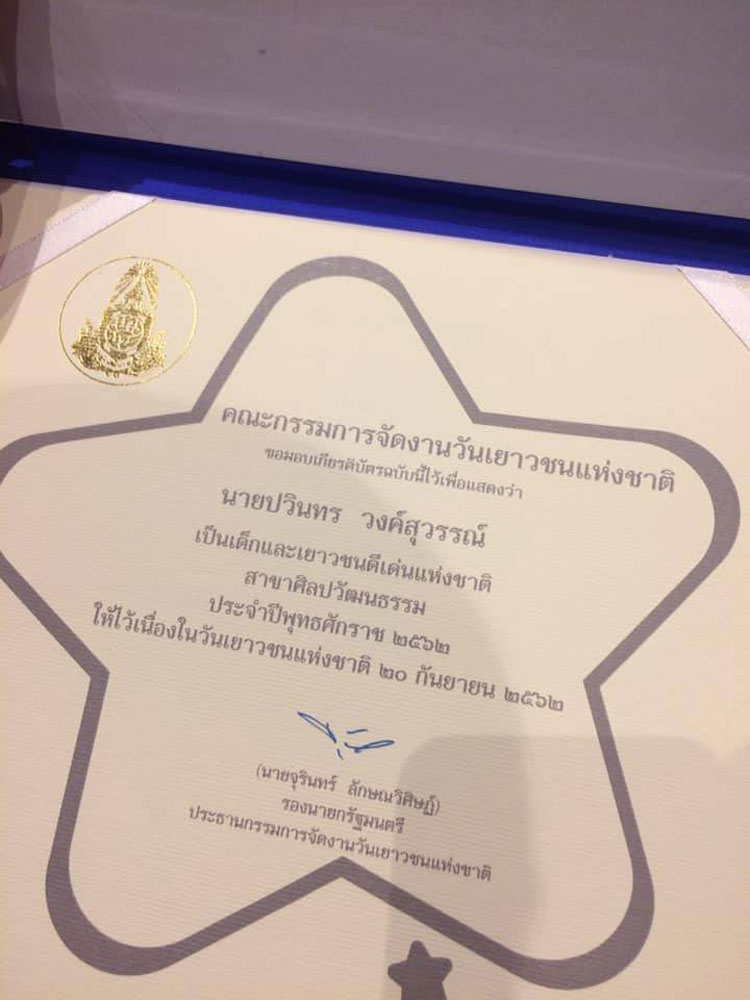 คณะกรรมการจัดงานวันเยาวชนแห่งชาติ
ขอมอบเกียรติบัตรฉบับนี้ไว้เพื่อแสดงว่า
นายปวินทร วงค์สุวรรณ์
เป็นเด็กและเยาวชนดีเด่นแห่งชาติ
สาขาศิลปวัฒนธรรม
ประจำปีพุทธศักราช ๒๕๖๒
ให้ไว้เนื่องในวันเยาวชนแห่งชาติ ๒๐ กันยายน ๒๕๖๒
(นายจุรินทร์ ลักษณวิศิษฏ์)
รองนายกรัฐมนตรี
ประธานกรรมการจัดงานวันเยาวชนแห่งชาติ